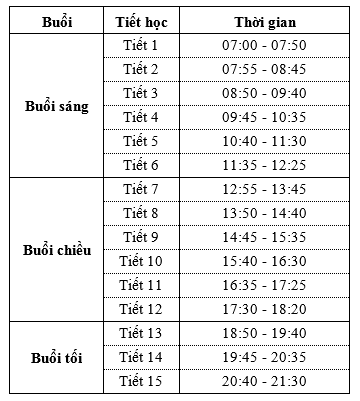 Buổi Tiết học Thời gian
Buổi sáng
Tiết 1 07:00 - 07:50
Tiết 2 07:55 - 08:45
Tiết 3 08:50 - 09:40
Tiết 4 09:45 - 10:35
Tiết 5 10:40 - 11:30
Tiết 6 11:35 - 12:25
Buổi chiều
Tiết 7 12:55 - 13:45
Tiết 8 13:50 - 14:40
Tiết 9 14:45 - 15:35
Tiết 10 15:40 - 16:30
Tiết 11 16:35 - 17:25
Tiết 12 17:30 - 18:20
Buổi tối
Tiết 13 18:50 - 19:40
Tiết 14 19:45 - 20:35
Tiết 15 20:40 - 21:30